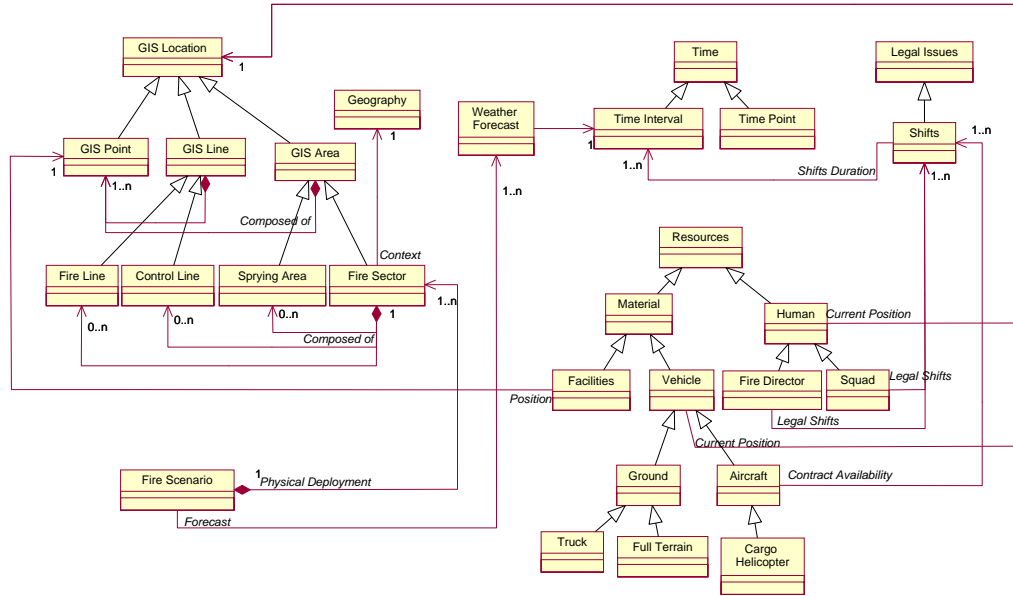 GIS Location
1
Time
Legal Issues
Geography
1
Weather
Forecast
Time Interval
1
1..n
Time Point
Shifts
1..n
1..n
Shifts Duration
GIS Point
1
1..n
GIS Line
GIS Area
Composed of
1..n
Context
Resources
Fire Line
0..n
Control Line
0..n
Sprying Area
0..n
Fire Sector
1..n
1
Composed of
Material
Human
Current Position
Facilities
Position
Vehicle
Fire Director
Squad
Legal Shifts
Legal Shifts
Current Position
Fire Scenario
1
Physical Deployment
Forecast
Ground
Aircraft
Contract Availability
Truck
Full Terrain
Cargo
Helicopter